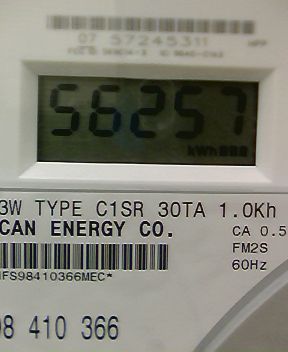 07 57245311
56257
kWh
3W TYPE C1SR 30TA 1.0Kh
CAN ENERGY CO.
CA 0.5
FM2S
60Hz
IFS98410366MEC*
98 410 366